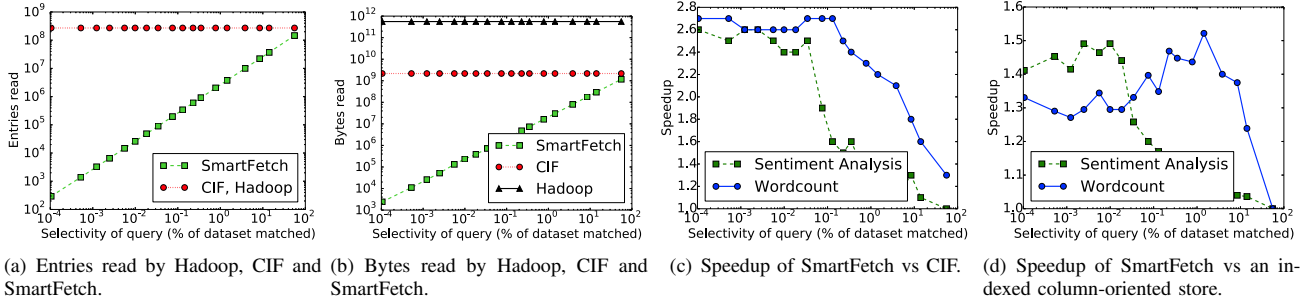 10^9
10^8
10^7
10^6
10^5
10^4
10^3
10^2
Entries read
SmartFetch
CIF, Hadoop
10^-4 10^-3 10^-2 10^-1 10^0 10^1 10^2
Selectivity of query (% of dataset matched)
(a) Entries read by Hadoop, CIF and
SmartFetch.
10^12
10^11
10^10
10^9
10^8
10^7
10^6
10^5
10^4
10^3
Bytes read
SmartFetch
CIF
Hadoop
10^-4 10^-3 10^-2 10^-1 10^0 10^1 10^2
Selectivity of query (% of dataset matched)
(b) Bytes read by Hadoop, CIF and
SmartFetch.
2.8
2.6
2.4
2.2
2.0
1.8
1.6
1.4
1.2
1.0
Speedup
Sentiment Analysis
Wordcount
10^-4 10^-3 10^-2 10^-1 10^0 10^1 10^2
Selectivity of query (% of dataset matched)
(c) Speedup of SmartFetch vs CIF.
1.6
1.5
1.4
1.3
1.2
1.1
1.0
Speedup
Sentiment Analysis
Wordcount
10^-4 10^-3 10^-2 10^-1 10^0 10^1 10^2
Selectivity of query (% of dataset matched)
(d) Speedup of SmartFetch vs an in-
dexed column-oriented store.